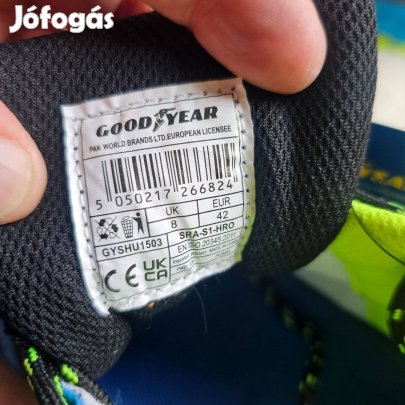 Jófogás
GOODYEAR
PAN WORLD BRANDS LTD.EUROPEAN LICENSEE
5 050217 266824
UK EUR
8 42
GYSHU1503 SRA-S1-HRO
EN ISO 20345:2011
CE UK CA
Jófogás